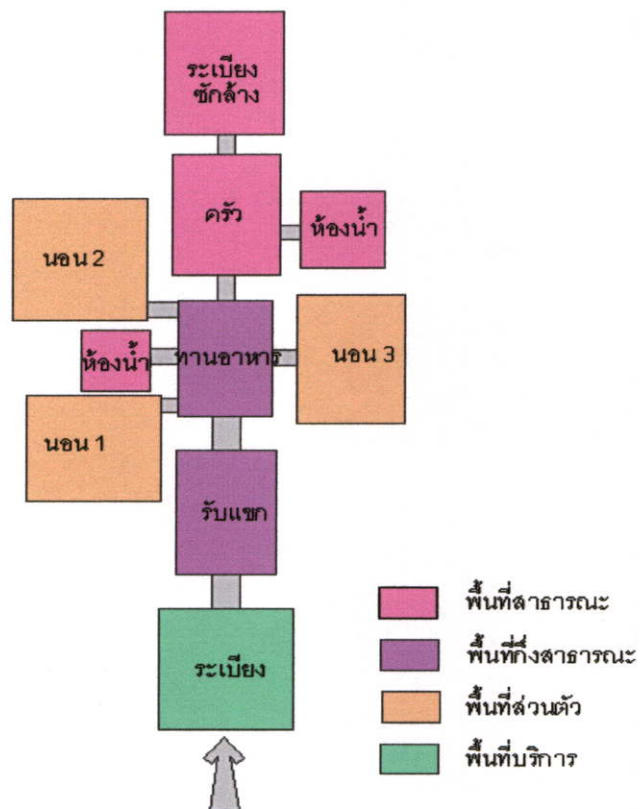 ระเบียง
ซักล้าง
ครัว
ห้องน้ำ
นอน 2
ห้องน้ำ
ทานอาหาร
นอน 3
นอน 1
รับแขก
ระเบียง
พื้นที่สาธารณะ
พื้นที่กึ่งสาธารณะ
พื้นที่ส่วนตัว
พื้นที่บริการ